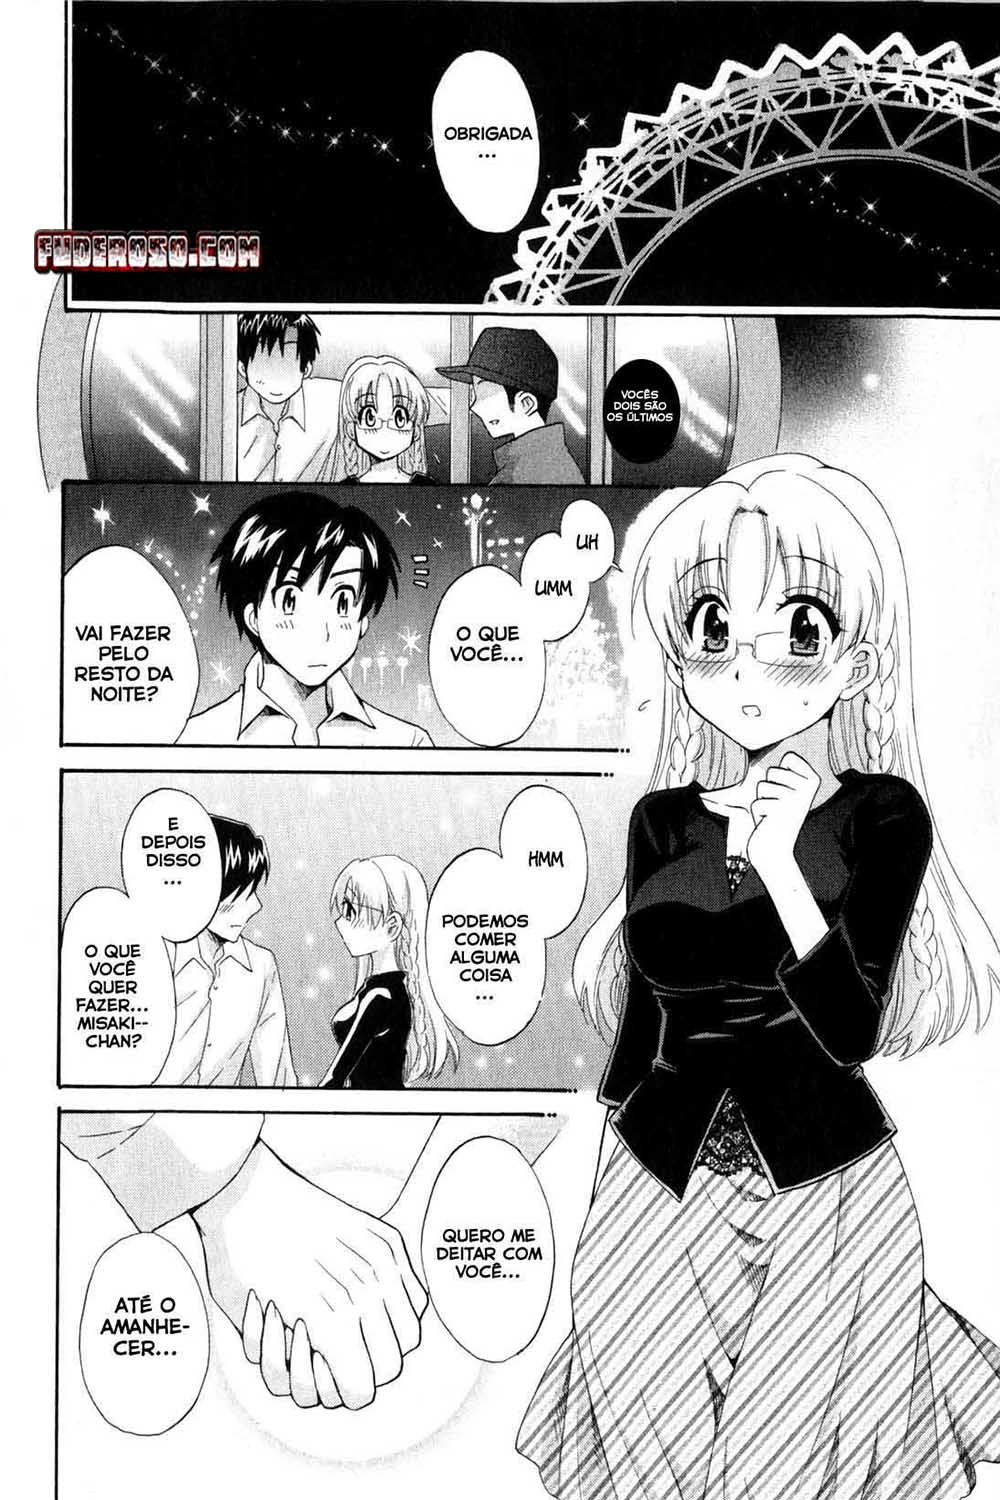 OBRIGADA
...
FUDEROSO.COM
VOCÊS
DOIS SÃO
OS ÚLTIMOS
UH
UMM
O QUE
VOCÊ...
VAI FAZER
PELO
RESTO DA
NOITE?
HMM
PODEMOS
COMER
ALGUMA
COISA
...
E
DEPOIS
DISSO
...
O QUE
QUE VOCÊ
QUER
FAZER...
MISAKI--
CHAN?
QUERO ME
DEITAR COM
VOCÊ...
ATÉ O
AMANHE-
CER...